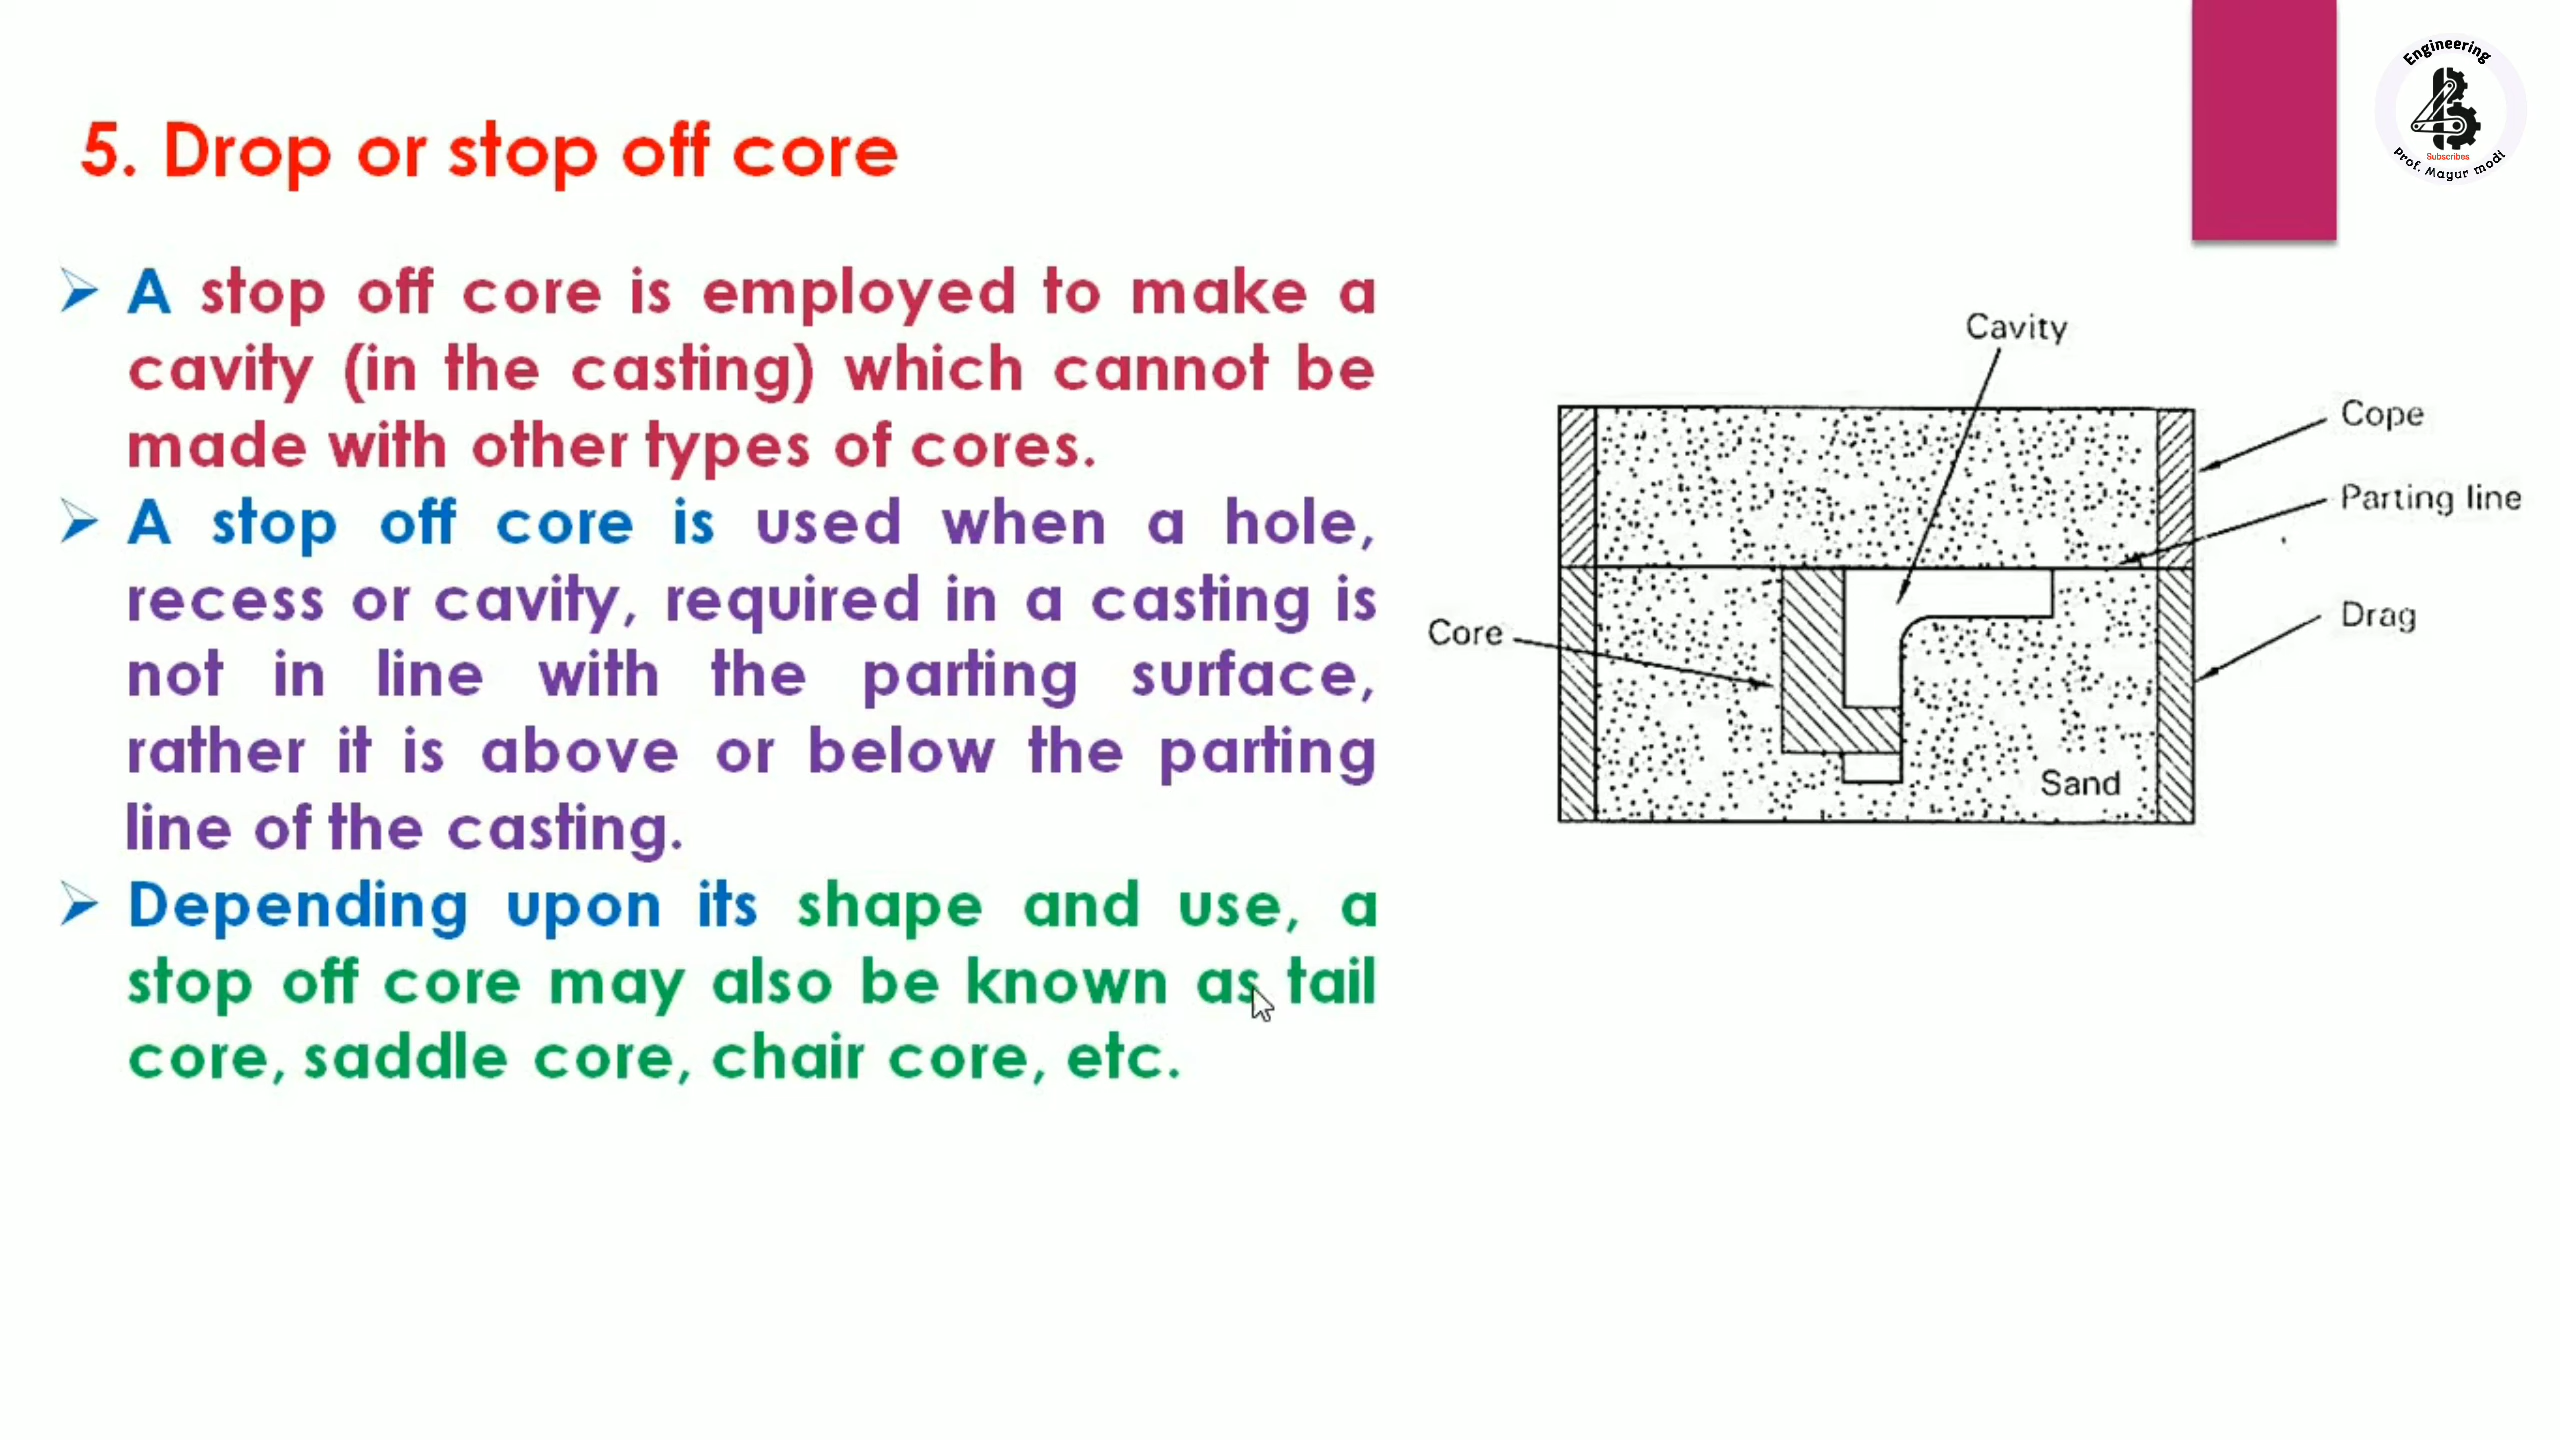 Engineering
Subscribes
Prof. Mayur modi
5. Drop or stop off core
➢ A stop off core is employed to make a
cavity (in the casting) which cannot be
made with other types of cores.
➢ A stop off core is used when a hole,
recess or cavity, required in a casting is
not in line with the parting surface,
rather it is above or below the parting
line of the casting.
➢ Depending upon its shape and use, a
stop off core may also be known as tail
core, saddle core, chair core, etc.
Cavity
Cope
Parting line
Drag
Core
Sand